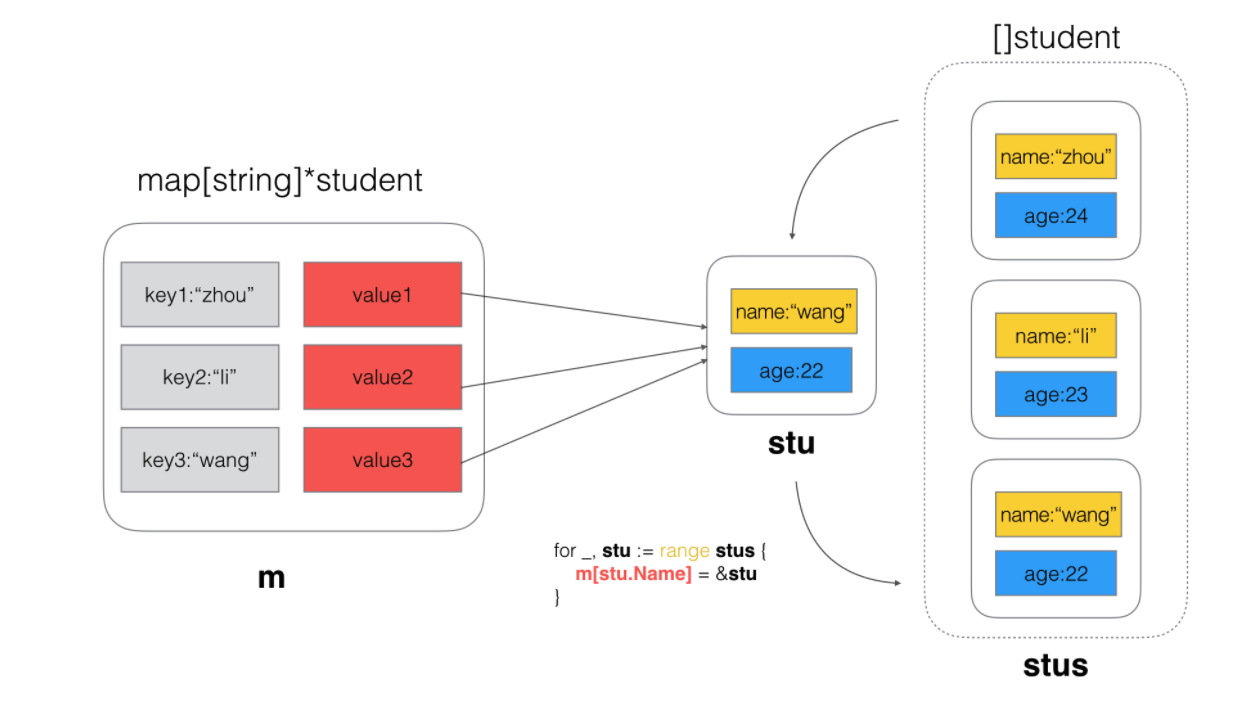 map[string]*student
key1:“zhou”
value1
key2:“li”
value2
key3:“wang”
value3
m
name:“wang”
age:22
stu
for _, stu := range stus {
m[stu.Name] = &stu
}
[]student
name:“zhou”
age:24
name:“li”
age:23
name:“wang”
age:22
stus